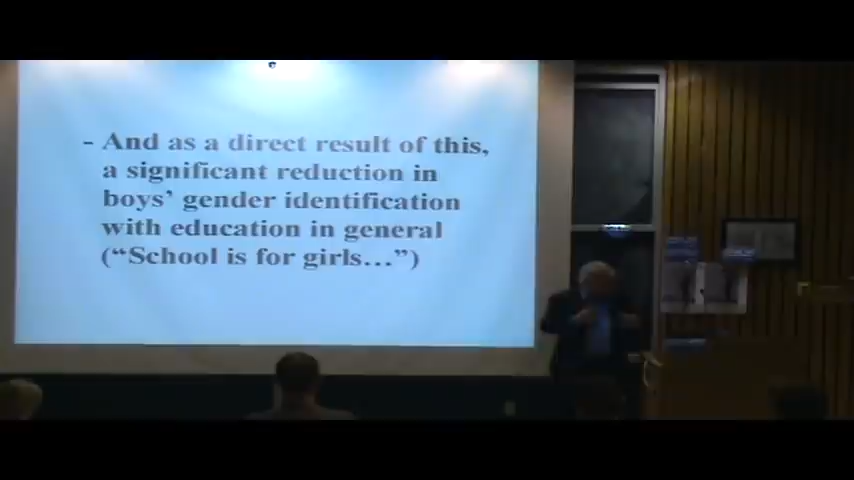 - And as a direct result of this,
a significant reduction in
boys' gender identification
with education in general
("School is for girls...")